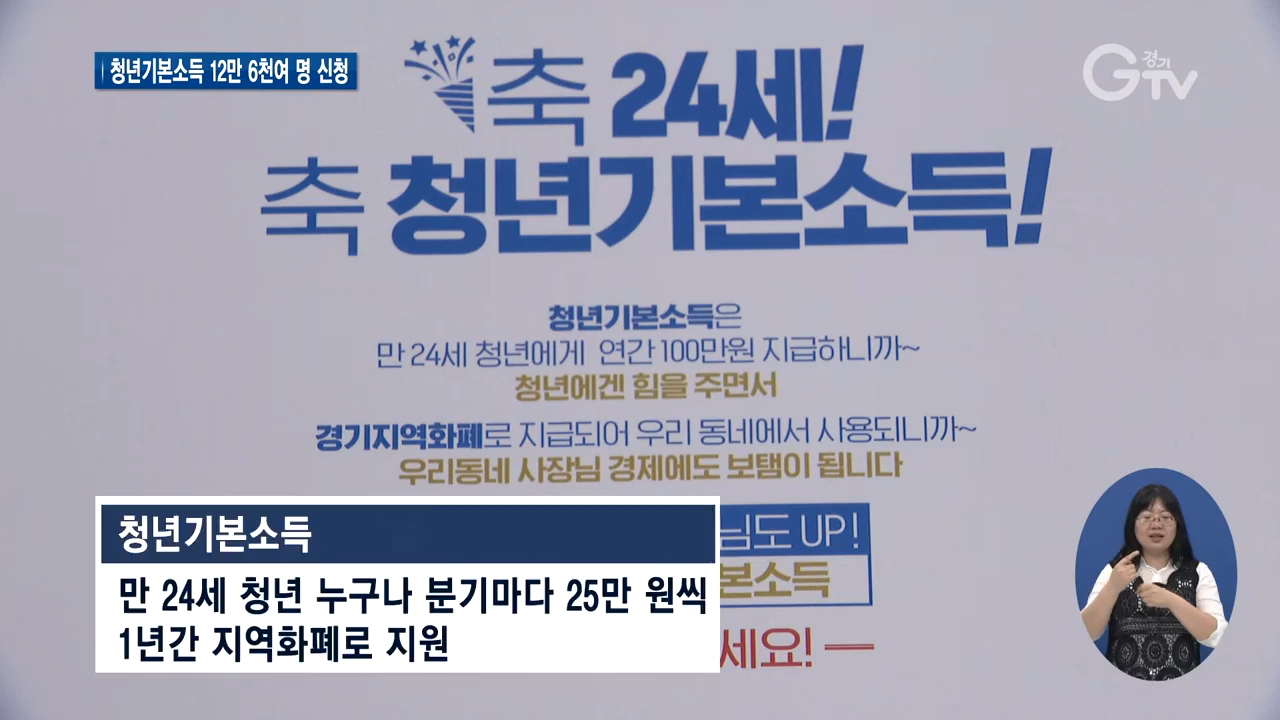 청년기본소득 12만 6천여 명 신청
경기
GTV
축 24세!
축 청년기본소득!
청년기본소득은
만 24세 청년에게 연간 100만원 지급하니까~
청년에겐 힘을 주면서
경기지역화폐로 지급되어 우리 동네에서 사용되니까~
우리동네 사장님 경제에도 보탬이 됩니다
님도 UP!
본소득
세요!
청년기본소득
만 24세 청년 누구나 분기마다 25만 원씩
1년간 지역화폐로 지원